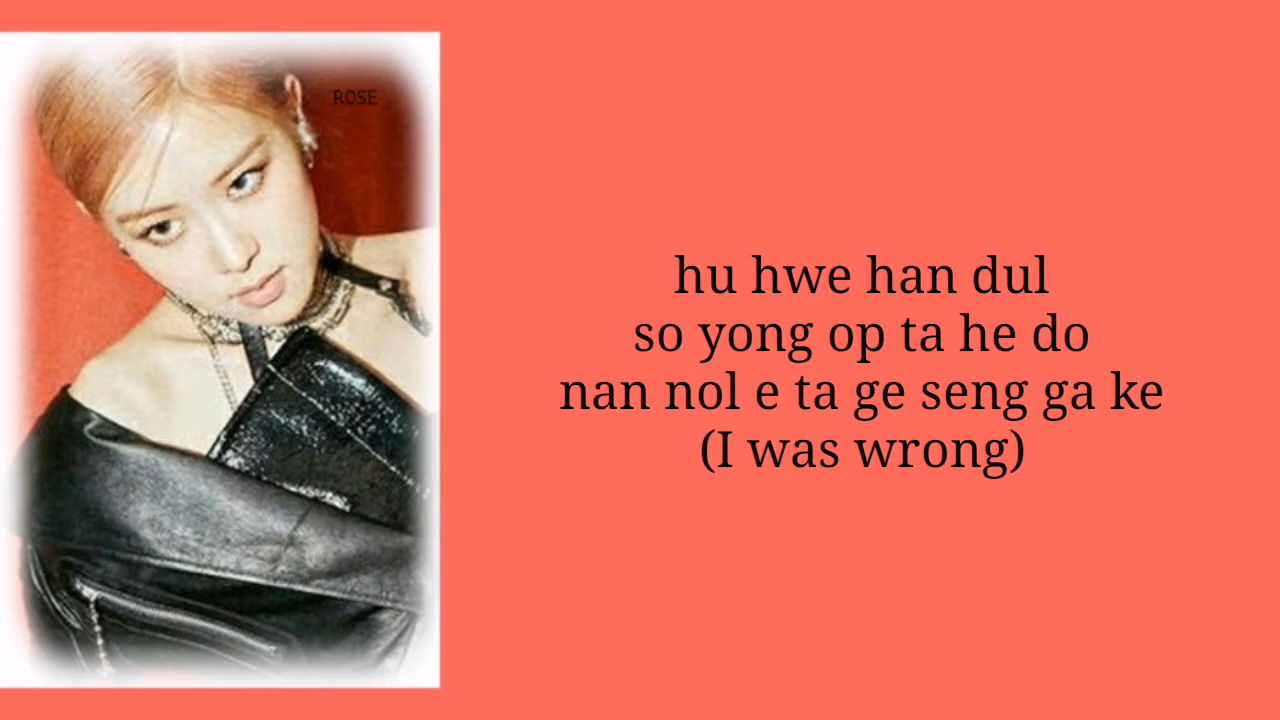 ROSE
hu hwe han dul
so yong op ta he do
nan nol e ta ge seng ga ke
(I was wrong)